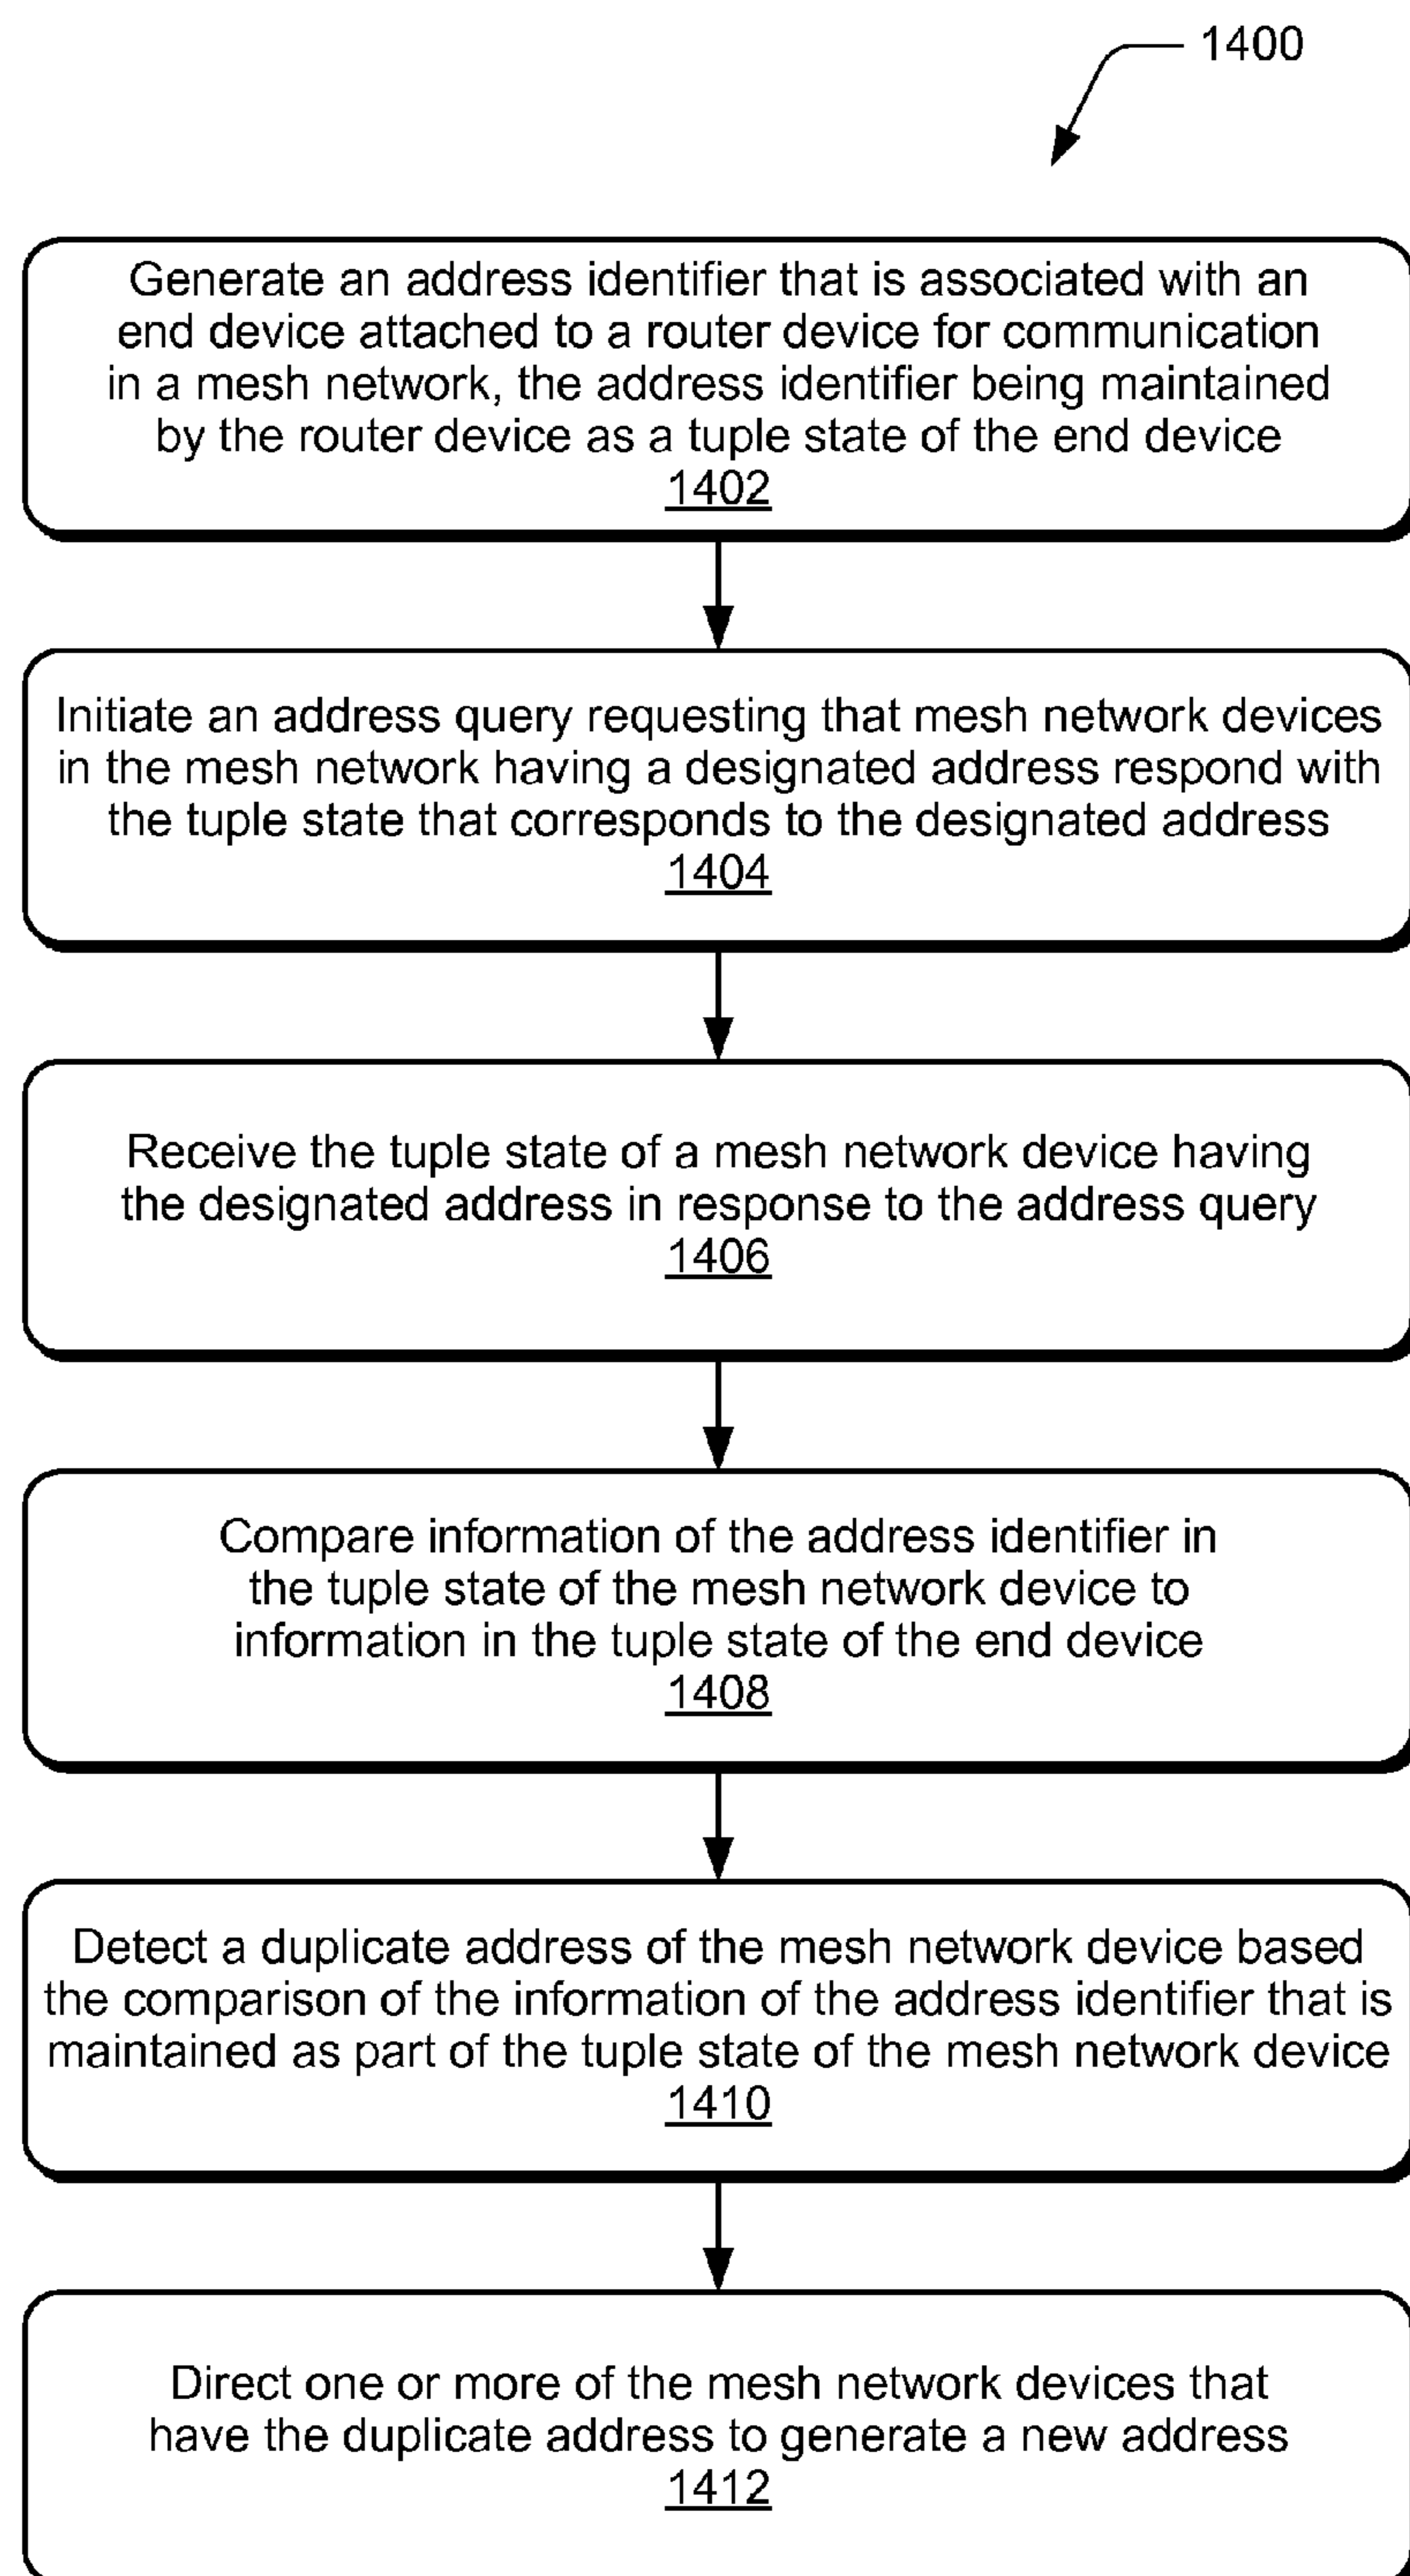 1400
Generate an address identifier that is associated with an
end device attached to a router device for communication
in a mesh network, the address identifier being maintained
by the router device as a tuple state of the end device
1402
Initiate an address query requesting that mesh network devices
in the mesh network having a designated address respond with
the tuple state that corresponds to the designated address
1404
Receive the tuple state of a mesh network device having
the designated address in response to the address query
1406
Compare information of the address identifier in
the tuple state of the mesh network device to
information in the tuple state of the end device
1408
Detect a duplicate address of the mesh network device based
the comparison of the information of the address identifier that is
maintained as part of the tuple state of the mesh network device
1410
Direct one or more of the mesh network devices that
have the duplicate address to generate a new address
1412